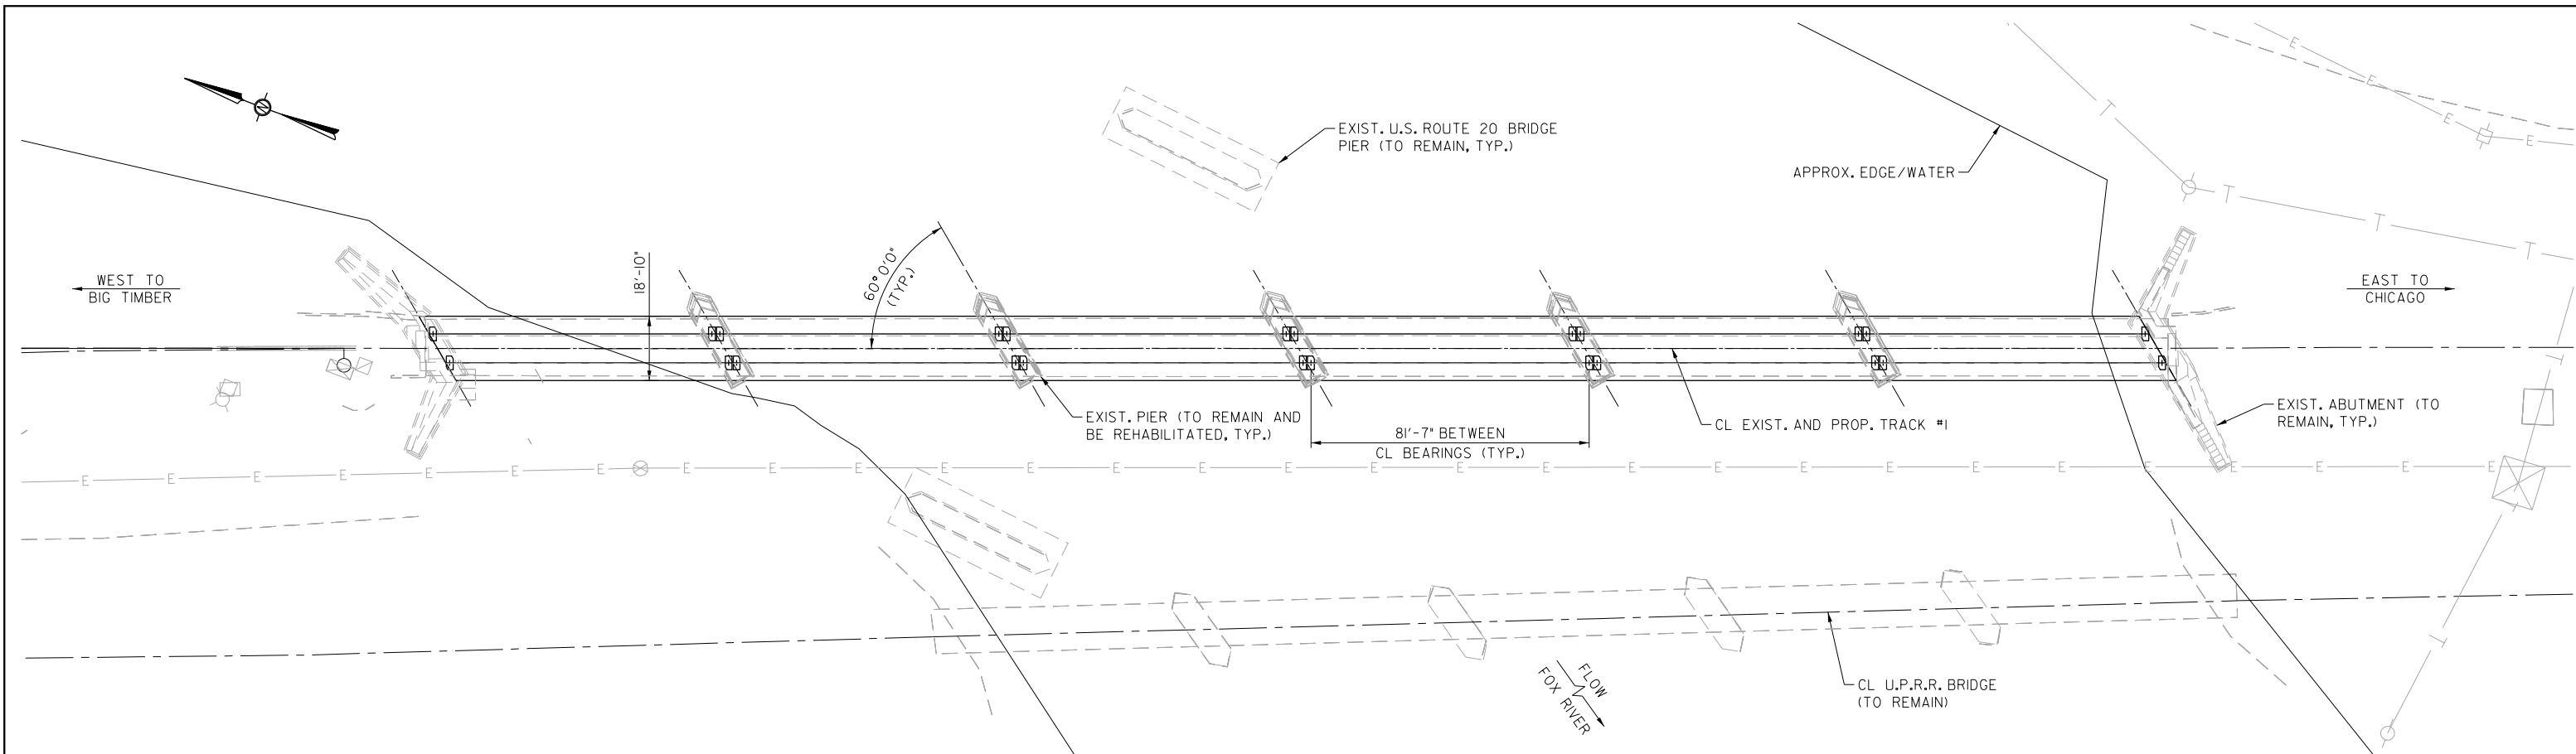 EXIST. U.S. ROUTE 20 BRIDGE
PIER (TO REMAIN, TYP.)
APPROX. EDGE/WATER
N
WEST TO
BIG TIMBER
18'-10"
60° 0'0"
(TYP.)
EAST TO
CHICAGO
EXIST. PIER (TO REMAIN AND
BE REHABILITATED, TYP.)
81'-7" BETWEEN
CL BEARINGS (TYP.)
CL EXIST. AND PROP. TRACK #1
EXIST. ABUTMENT (TO
REMAIN, TYP.)
E E E E E E E E E E E E E E E E E E E E E E E E E E E E E
E E E E
T T T T T
CL U.P.R.R. BRIDGE
(TO REMAIN)
FLOW
FOX RIVER